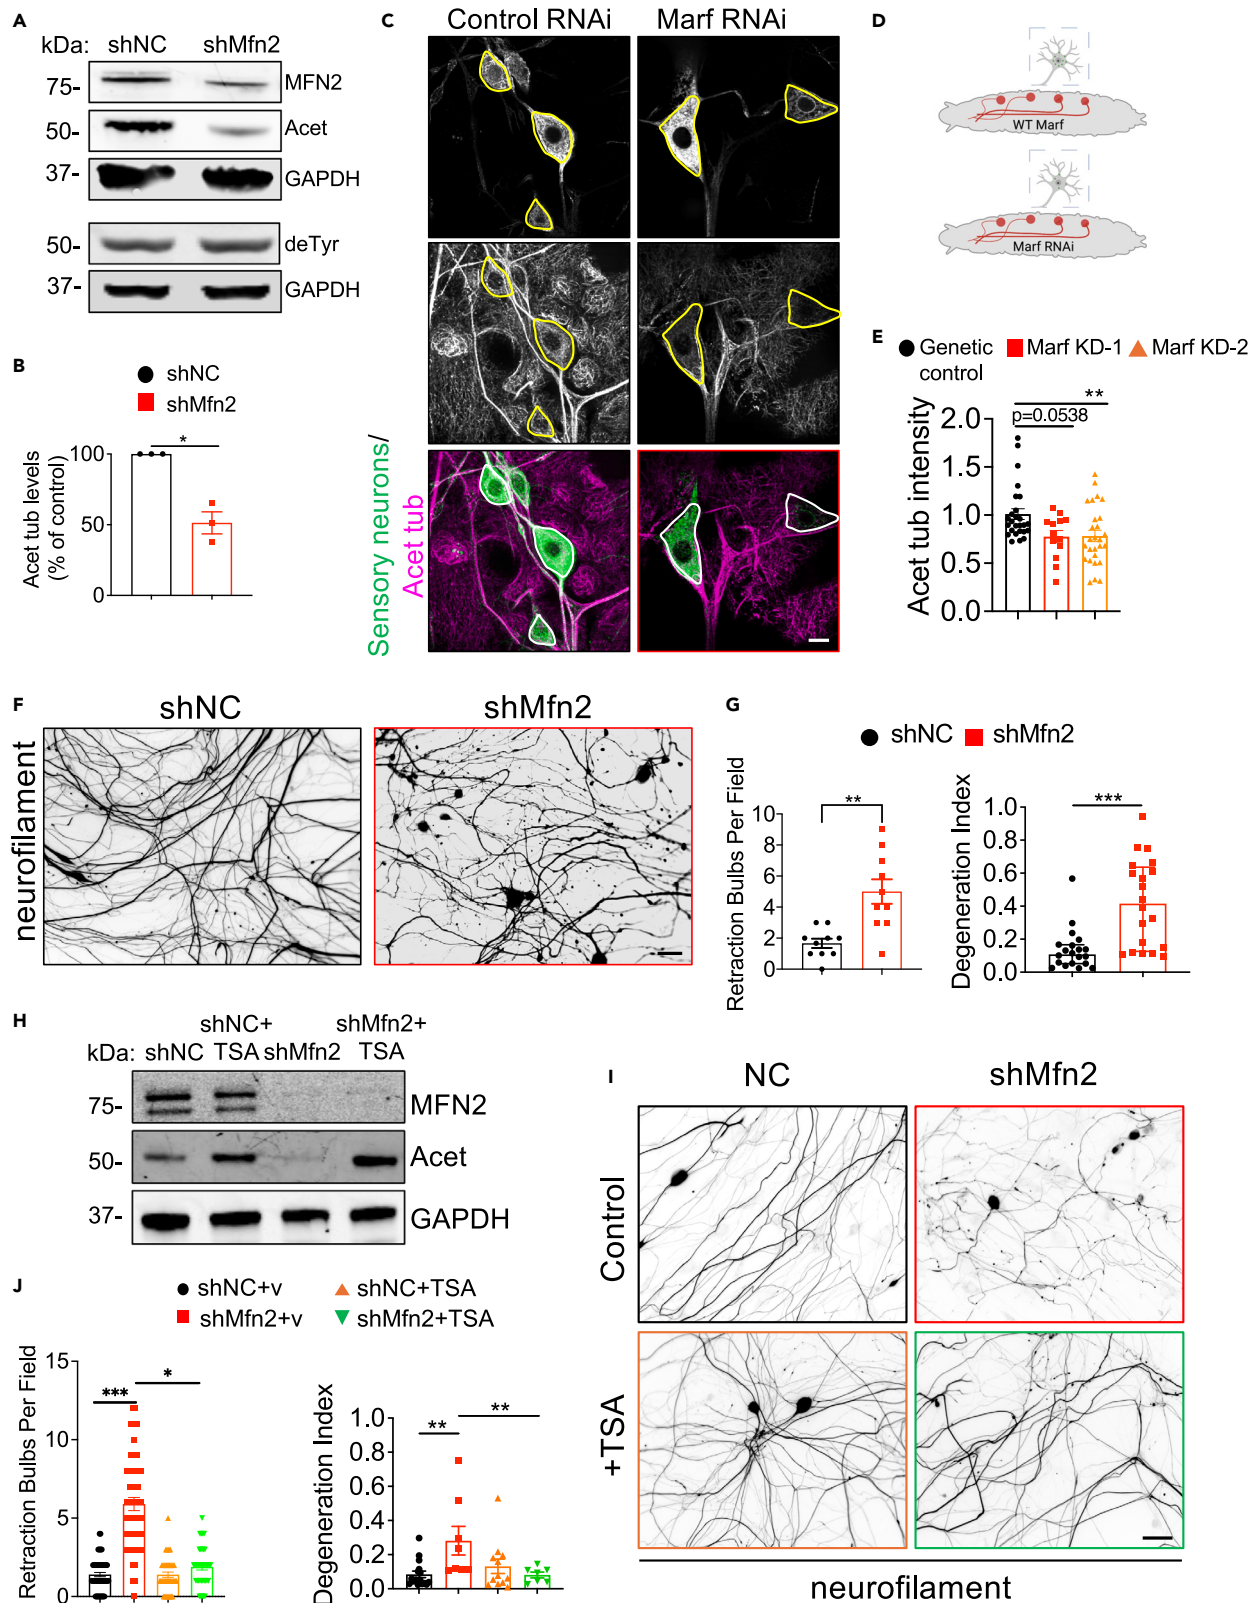 A
kDa: shNC shMfn2
75- MFN2
50- Acet
37- GAPDH
50- deTyr
37- GAPDH
B
shNC
shMfn2
Acet tub levels
(% of control)
100
50
0
*
C
Control RNAi Marf RNAi
Sensory neurons/
Acet tub
D
WT Marf
Marf RNAi
E
Genetic control Marf KD-1 Marf KD-2
**
p=0.0538
Acet tub intensity
2.0
1.5
1.0
0.5
0.0
F
shNC shMfn2
neurofilament
G
shNC shMfn2
Retraction Bulbs Per Field
10
8
6
4
2
0
**
Degeneration Index
1.0
0.8
0.6
0.4
0.2
0.0
***
H
shNC+ shMfn2+
kDa: shNC TSA shMfn2 TSA
75- MFN2
50- Acet
37- GAPDH
I
NC shMfn2
Control
+TSA
neurofilament
J
shNC+v shNC+TSA
shMfn2+v shMfn2+TSA
Retraction Bulbs Per Field
15
10
5
0
*** *
Degeneration Index
1.0
0.8
0.6
0.4
0.2
0.0
** **